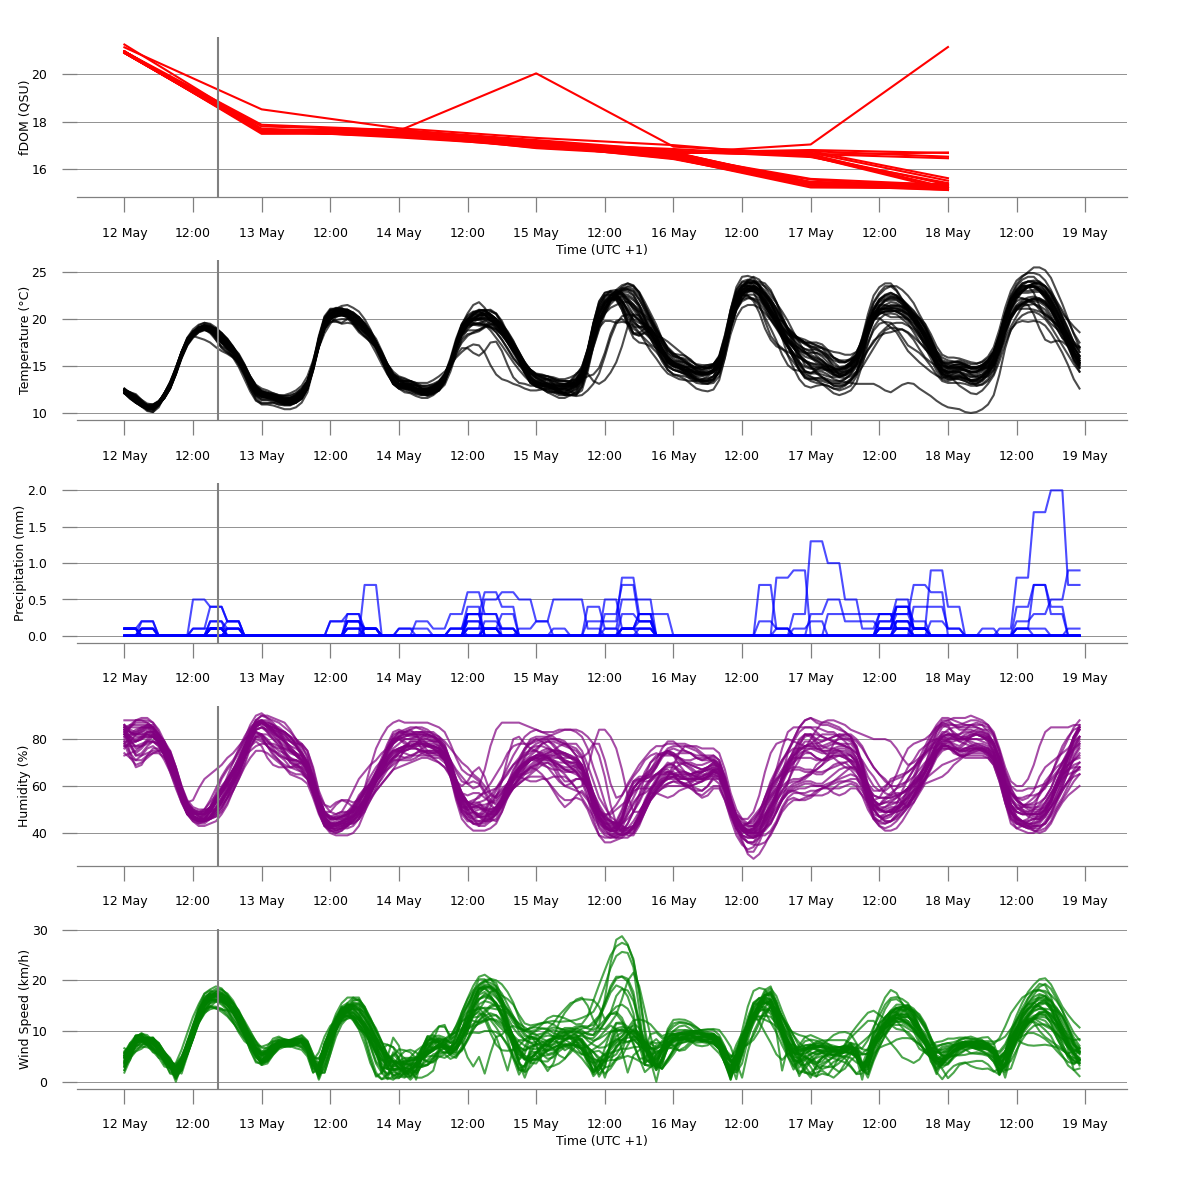 fDOM (QSU)
20
18
16
12 May 12:00 13 May 12:00 14 May 12:00 15 May 12:00 16 May 12:00 17 May 12:00 18 May 12:00 19 May
Time (UTC +1)
Temperature (°C)
25
20
15
10
12 May 12:00 13 May 12:00 14 May 12:00 15 May 12:00 16 May 12:00 17 May 12:00 18 May 12:00 19 May
Precipitation (mm)
2.0
1.5
1.0
0.5
0.0
12 May 12:00 13 May 12:00 14 May 12:00 15 May 12:00 16 May 12:00 17 May 12:00 18 May 12:00 19 May
Humidity (%)
80
60
40
12 May 12:00 13 May 12:00 14 May 12:00 15 May 12:00 16 May 12:00 17 May 12:00 18 May 12:00 19 May
Wind Speed (km/h)
30
20
10
0
12 May 12:00 13 May 12:00 14 May 12:00 15 May 12:00 16 May 12:00 17 May 12:00 18 May 12:00 19 May
Time (UTC +1)